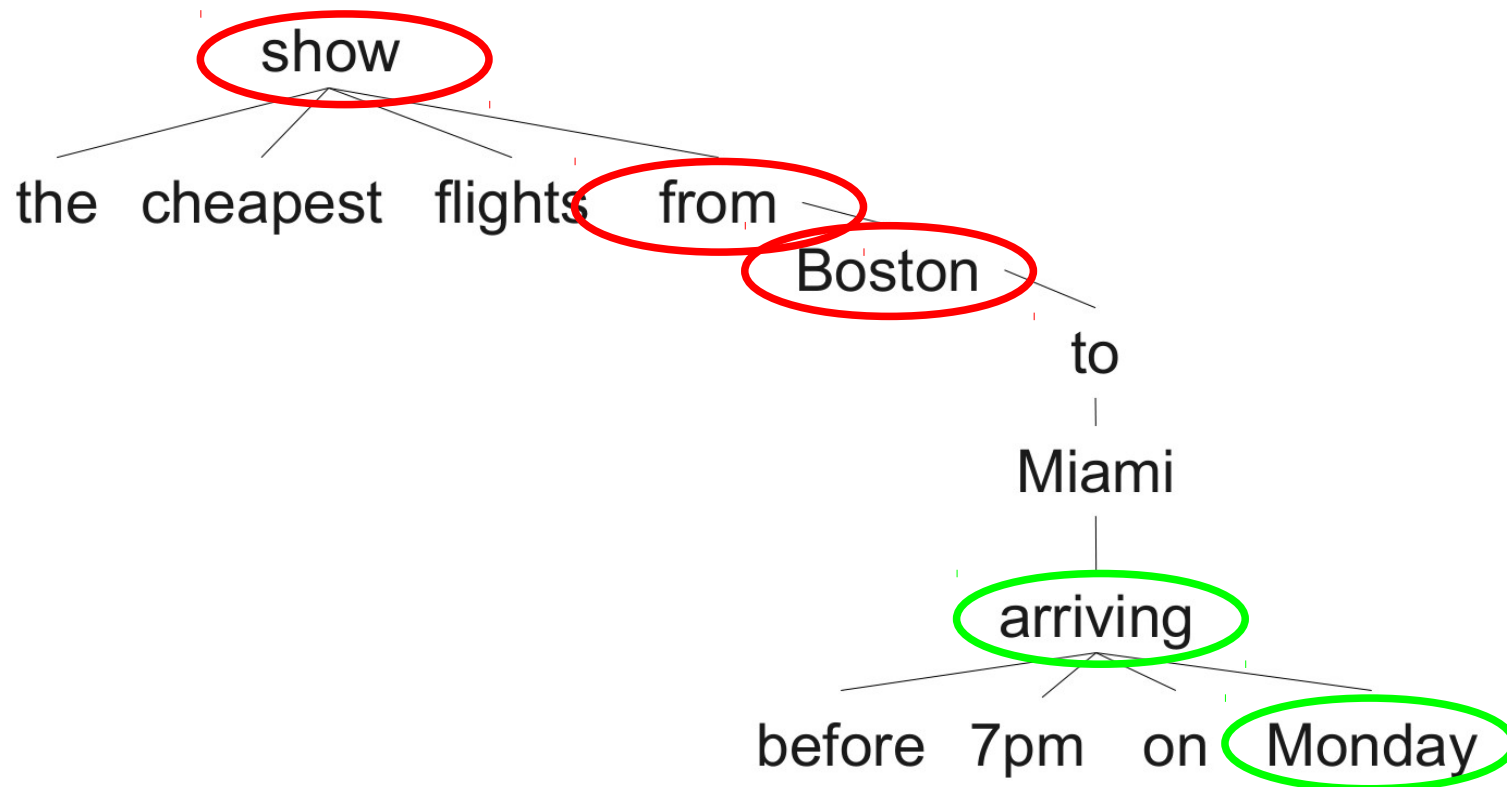 show
the cheapest flights from
Boston
to
Miami
arriving
before 7pm on Monday